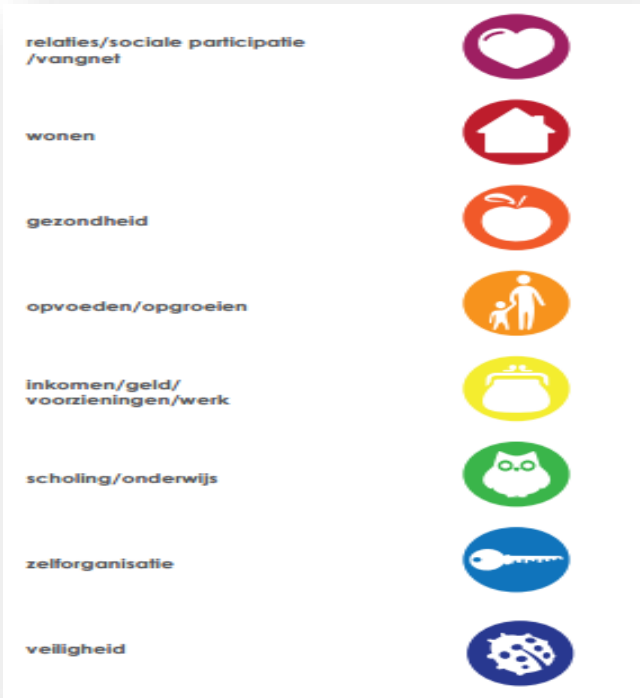 relaties/sociale participatie
/vangnet
wonen
gezondheid
opvoeden/opgroeien
inkomen/geld/
voorzieningen/werk
scholing/onderwijs
zelforganisatie
veiligheid